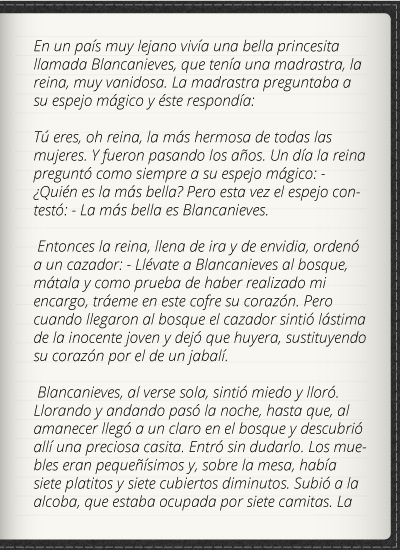 En un país muy lejano vivía una bella princesita
llamada Blancanieves, que tenía una madrastra, la
reina, muy vanidosa. La madrastra preguntaba a
su espejo mágico y éste respondía:
Tú eres, oh reina, la más hermosa de todas las
mujeres. Y fueron pasando los años. Un día la reina
preguntó como siempre a su espejo mágico: -
¿Quién es la más bella? Pero esta vez el espejo con-
testó: - La más bella es Blancanieves.
Entonces la reina, llena de ira y de envidia, ordenó
a un cazador: - Llévate a Blancanieves al bosque,
mátala y como prueba de haber realizado mi
encargo, tráeme en este cofre su corazón. Pero
cuando llegaron al bosque el cazador sintió lástima
de la inocente joven y dejó que huyera, sustituyendo
su corazón por el de un jabalí.
Blancanieves, al verse sola, sintió miedo y lloró.
Llorando y andando pasó la noche, hasta que, al
amanecer llegó a un claro en el bosque y descubrió
allí una preciosa casita. Entró sin dudarlo. Los mue-
bles eran pequeñísimos y, sobre la mesa, había
siete platitos y siete cubiertos diminutos. Subió a la
alcoba, que estaba ocupada por siete camitas. La